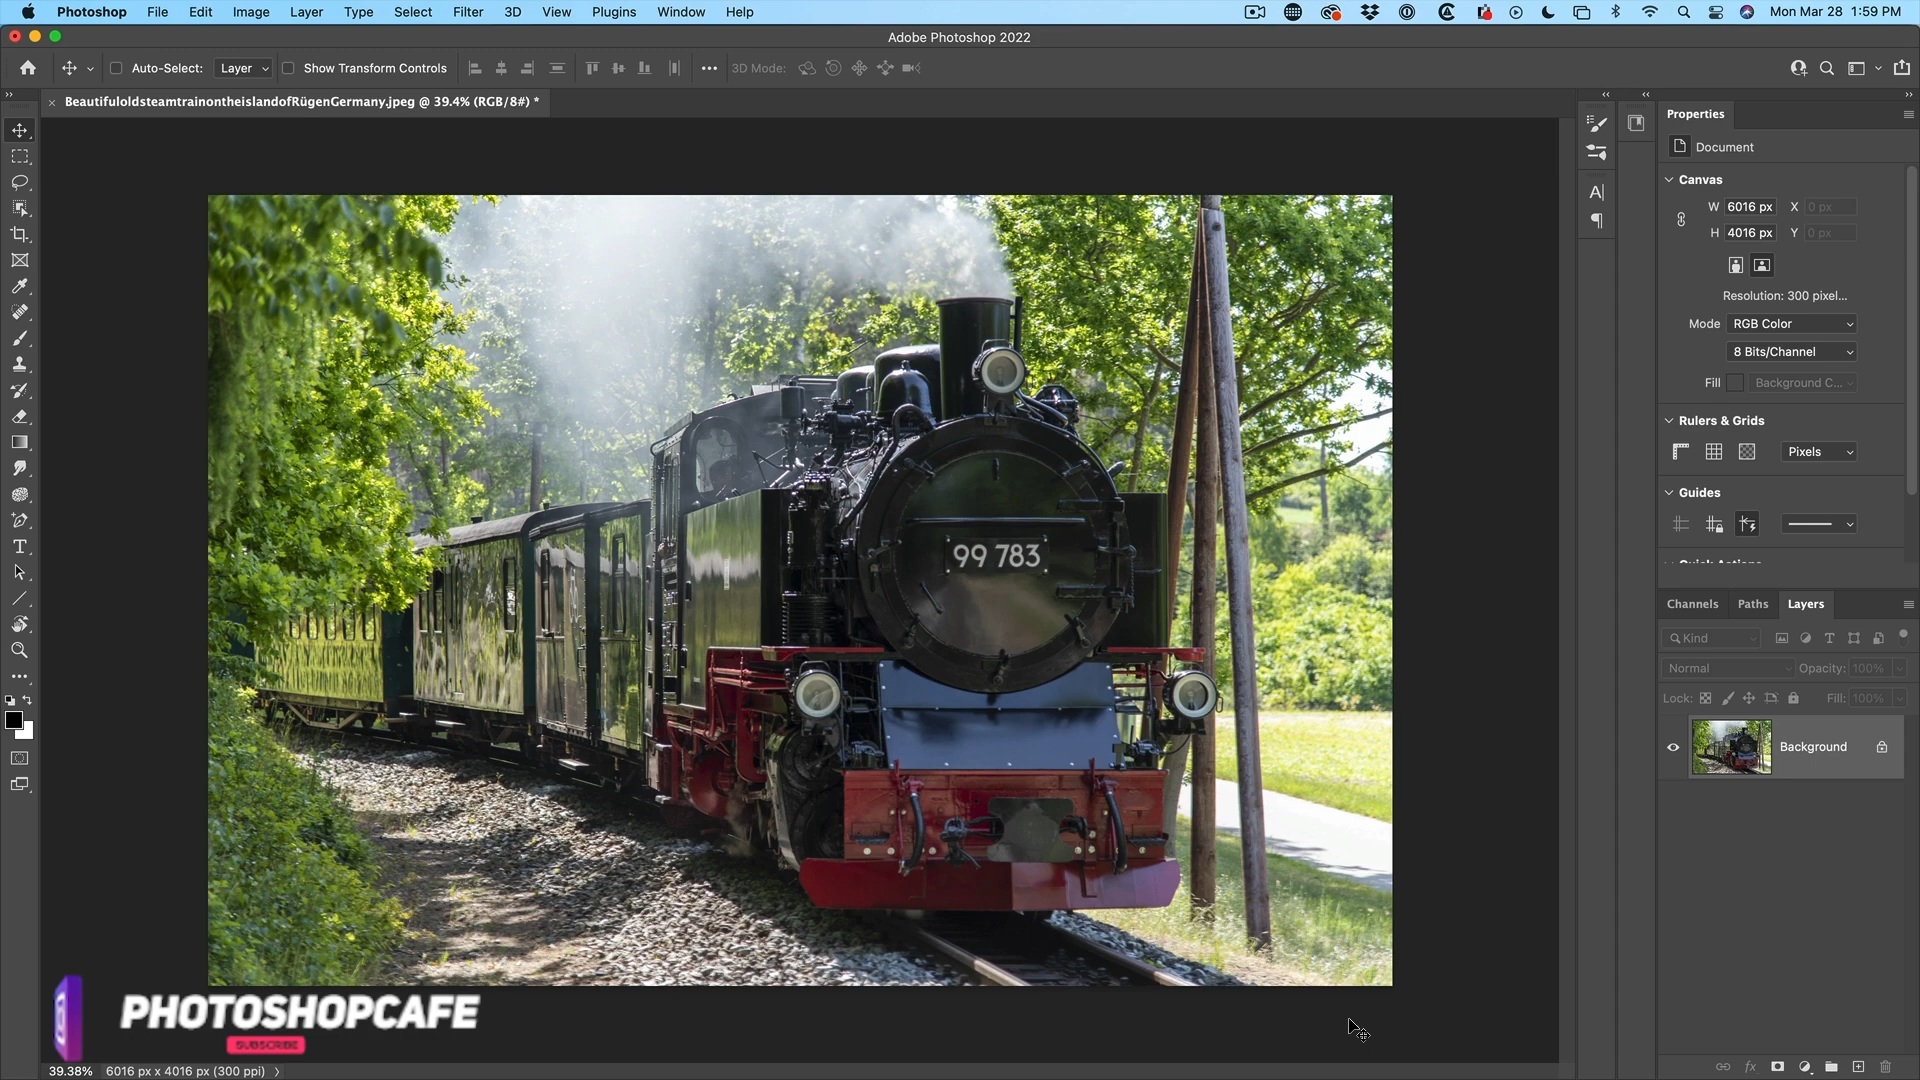 Photoshop File Edit Image Layer Type Select Filter 3D View Plugins Window Help Mon Mar 28 1:59 PM
Adobe Photoshop 2022
Auto-Select: Layer Show Transform Controls 3D Mode:
BeautifuloldsteamtrainontheislandofRügenGermany.jpeg @ 39.4% (RGB/8#) *
Properties
Document
Canvas
W 6016 px X 0 px
H 4016 px Y 0 px
Resolution: 300 pixel...
Mode RGB Color
8 Bits/Channel
Fill Background C...
Rulers & Grids
Pixels
Guides
Quick Actions
99 783
Channels Paths Layers
Kind
Normal Opacity: 100%
Lock: Fill: 100%
Background
PHOTOSHOPCAFE
SUBSCRIBE
39.38% 6016 px x 4016 px (300 ppi)